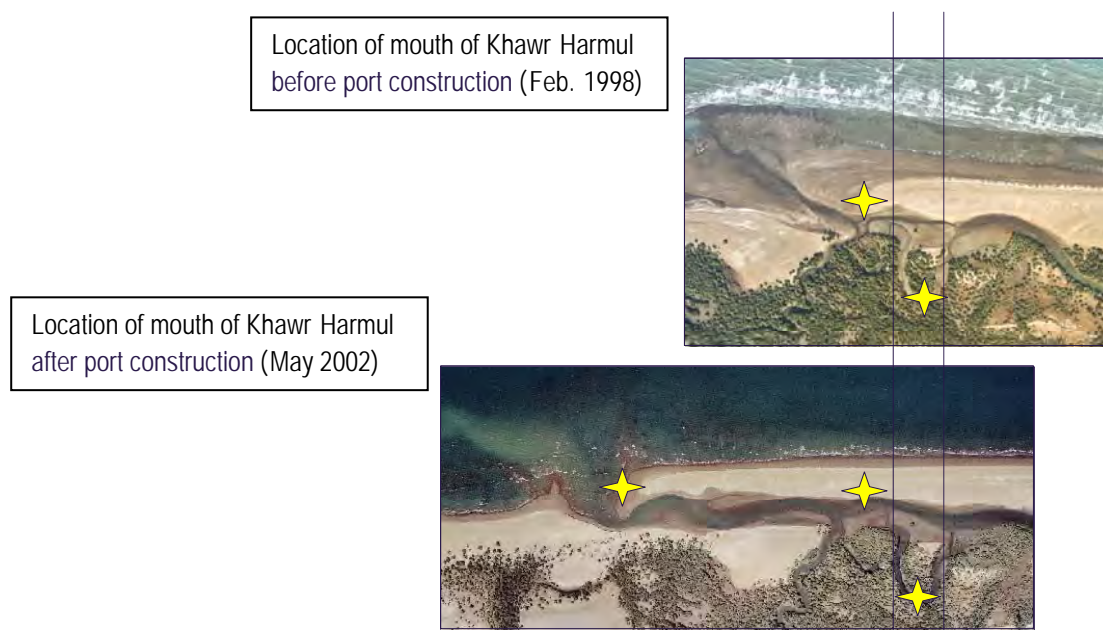 Location of mouth of Khawr Harmul
before port construction (Feb. 1998)
Location of mouth of Khawr Harmul
after port construction (May 2002)